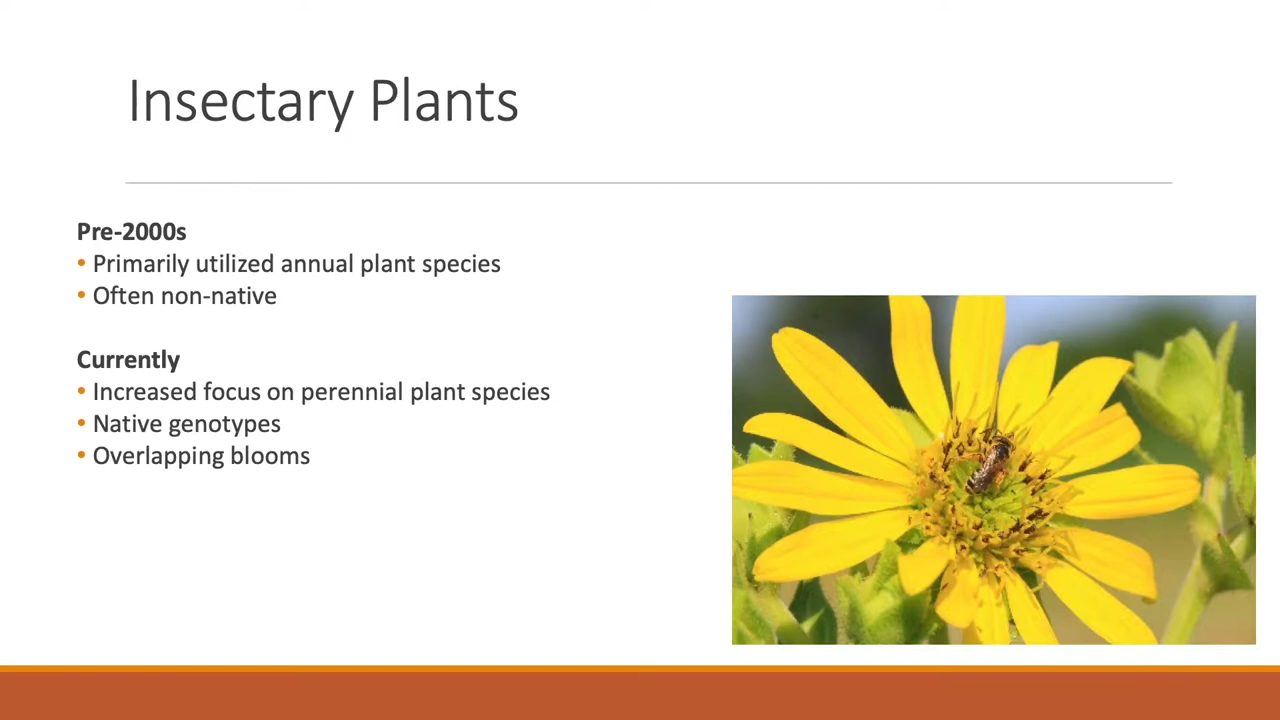 Insectary Plants
Pre-2000s
• Primarily utilized annual plant species
• Often non-native
Currently
• Increased focus on perennial plant species
• Native genotypes
• Overlapping blooms